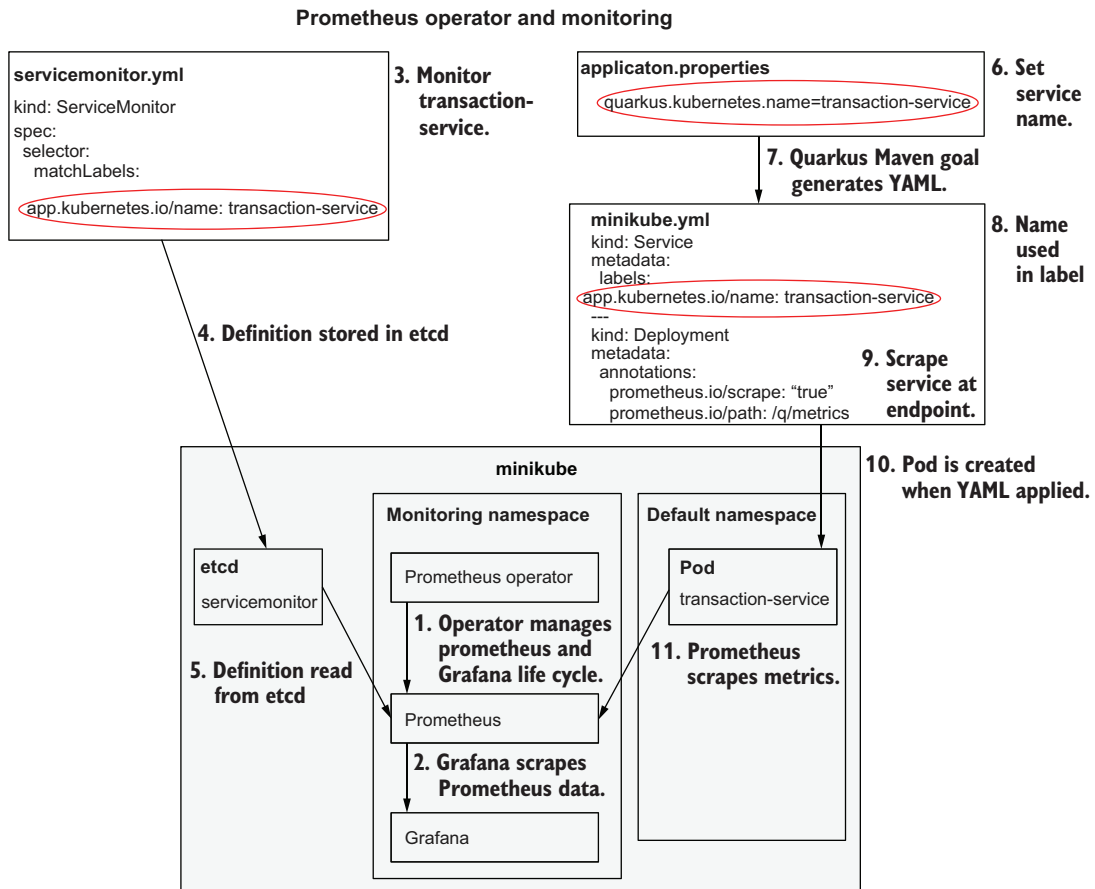 Prometheus operator and monitoring
servicemonitor.yml
kind: ServiceMonitor
spec:
selector:
matchLabels:
app.kubernetes.io/name: transaction-service
3. Monitor
transaction-
service.
applicaton.properties
quarkus.kubernetes.name=transaction-service
6. Set
service
name.
7. Quarkus Maven goal
generates YAML.
minikube.yml
kind: Service
metadata:
labels:
app.kubernetes.io/name: transaction-service
---
kind: Deployment
metadata:
annotations:
prometheus.io/scrape: “true”
prometheus.io/path: /q/metrics
8. Name
used
in label
9. Scrape
service at
endpoint.
4. Definition stored in etcd
10. Pod is created
when YAML applied.
minikube
Monitoring namespace
Default namespace
etcd
servicemonitor
Prometheus operator
Pod
transaction-service
1. Operator manages
prometheus and
Grafana life cycle.
5. Definition read
from etcd
11. Prometheus
scrapes metrics.
Prometheus
2. Grafana scrapes
Prometheus data.
Grafana